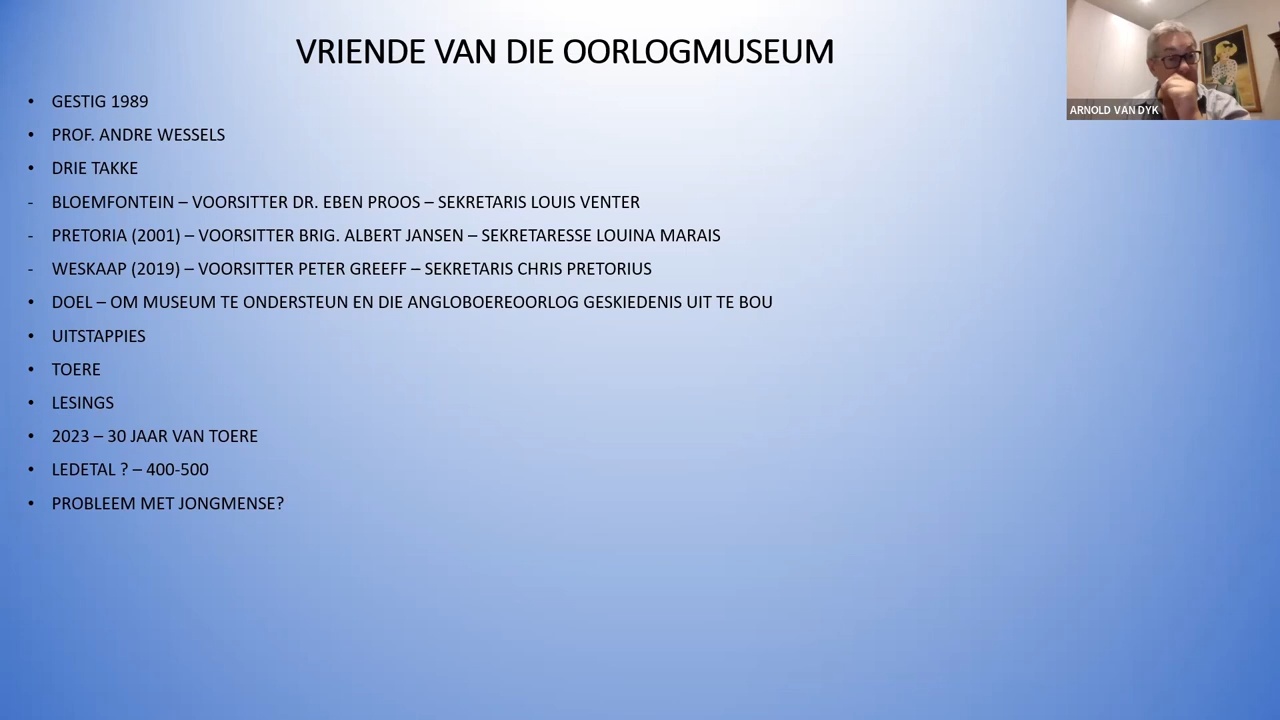 VRIENDE VAN DIE OORLOGMUSEUM
• GESTIG 1989
• PROF. ANDRE WESSELS
• DRIE TAKKE
- BLOEMFONTEIN – VOORSITTER DR. EBEN PROOS – SEKRETARIS LOUIS VENTER
- PRETORIA (2001) – VOORSITTER BRIG. ALBERT JANSEN – SEKRETARESSE LOUINA MARAIS
- WESKAAP (2019) – VOORSITTER PETER GREEFF – SEKRETARIS CHRIS PRETORIUS
• DOEL – OM MUSEUM TE ONDERSTEUN EN DIE ANGLOBOEREOORLOG GESKIEDENIS UIT TE BOU
• UITSTAPPIES
• TOERE
• LESINGS
• 2023 – 30 JAAR VAN TOERE
• LEDETAL ? – 400-500
• PROBLEEM MET JONGMENSE?
ARNOLD VAN DYK